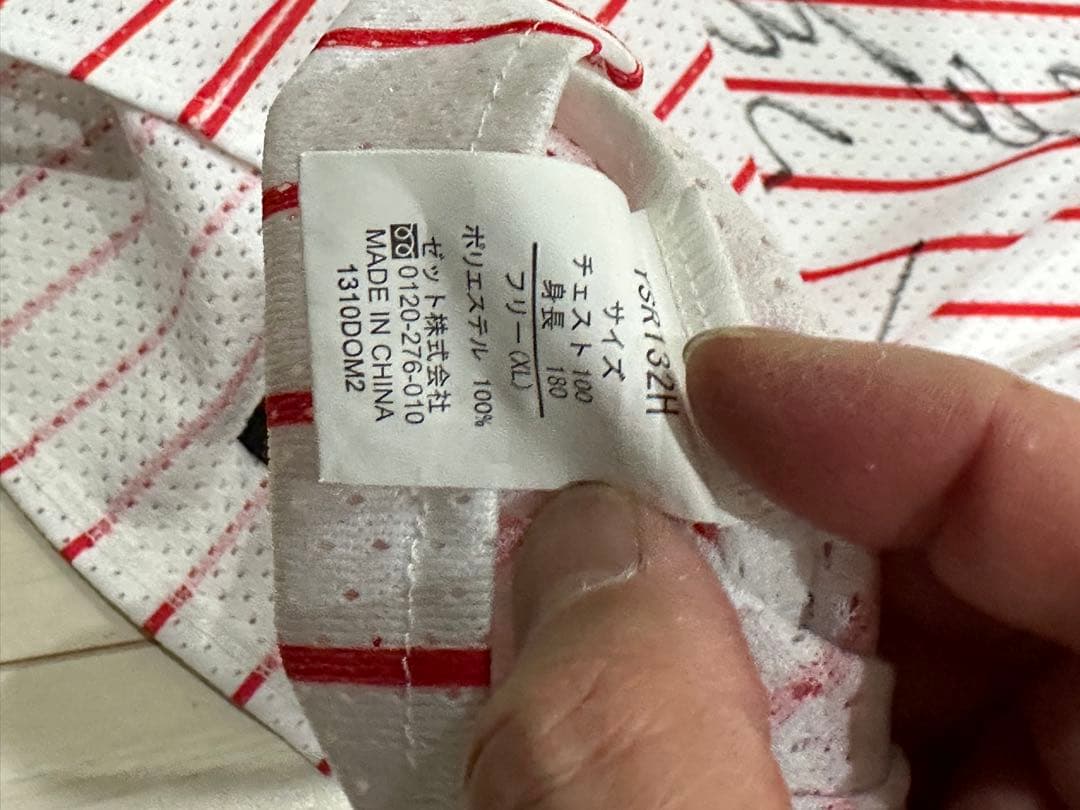 YSR132H
サイズ
チェスト 100
身長 180
フリー(XL)
ポリエステル 100%
ゼット株式会社
0120-276-010
MADE IN CHINA
1310DOM2